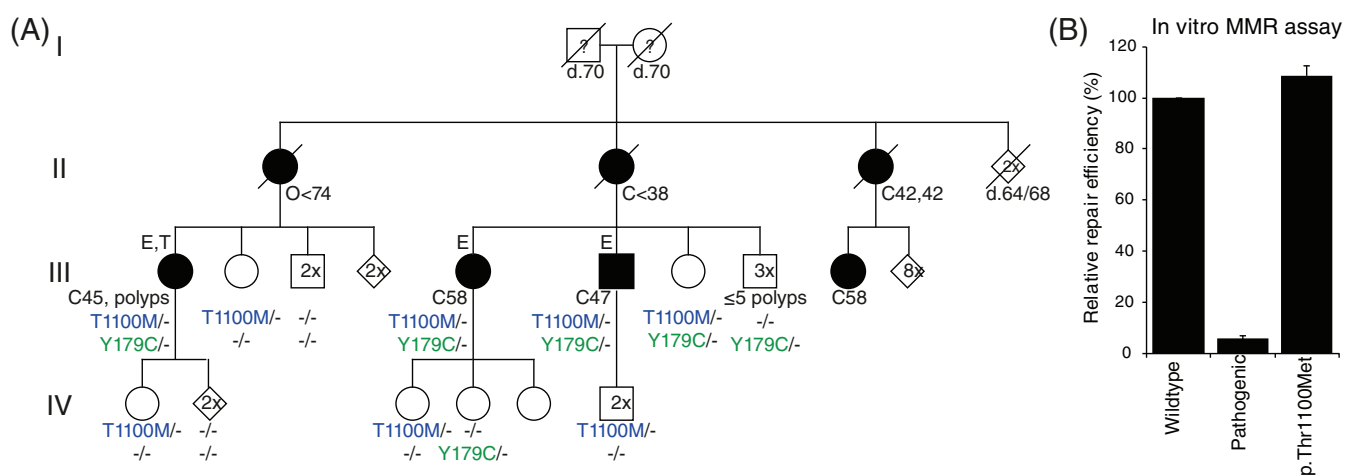 (A)
I
?
?
d.70
d.70
II
2x
O<74
C<38
C42,42
d.64/68
E,T
E
E
III
2x
2x
3x
8x
C45, polyps
C58
C47
≤5 polyps
C58
T1100M/-
T1100M/-
-/-
T1100M/-
T1100M/-
T1100M/-
-/-
Y179C/-
-/-
-/-
Y179C/-
Y179C/-
Y179C/-
Y179C/-
IV
2x
2x
T1100M/-
-/-
T1100M/-
-/-
T1100M/-
-/-
-/-
-/-
Y179C/-
-/-
(B)
In vitro MMR assay
Relative repair efficiency (%)
120
100
80
60
40
20
0
Wildtype
Pathogenic
p.Thr1100Met